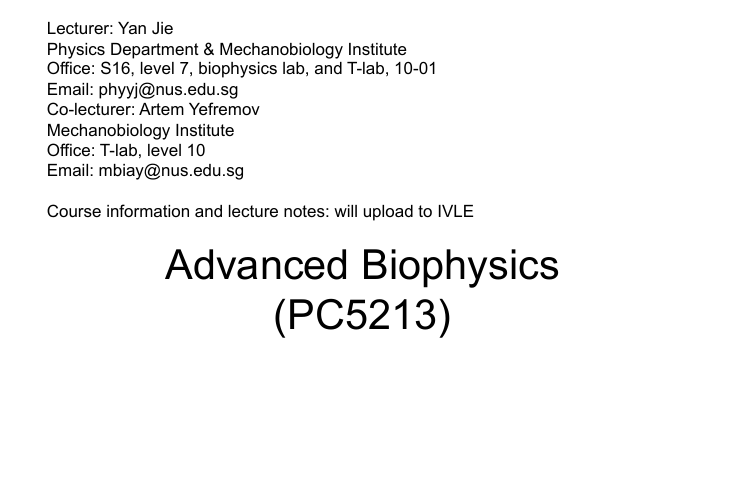 Lecturer: Yan Jie
Physics Department & Mechanobiology Institute
Office: S16, level 7, biophysics lab, and T-lab, 10-01
Email: phyyj@nus.edu.sg
Co-lecturer: Artem Yefremov
Mechanobiology Institute
Office: T-lab, level 10
Email: mbiay@nus.edu.sg
Course information and lecture notes: will upload to IVLE
Advanced Biophysics
(PC5213)